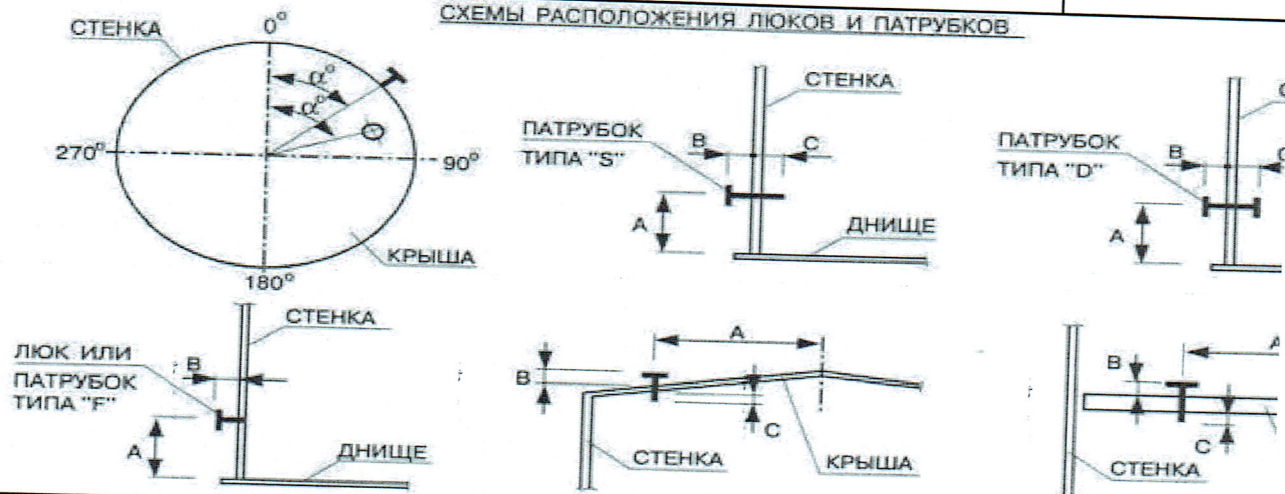 СХЕМЫ РАСПОЛОЖЕНИЯ ЛЮКОВ И ПАТРУБКОВ
СТЕНКА
0°
α°
α°
270°
90°
КРЫША
180°
СТЕНКА
ПАТРУБОК
ТИПА "S"
B
C
A
ДНИЩЕ
ПАТРУБОК
ТИПА "D"
B
A
СТЕНКА
ЛЮК ИЛИ
ПАТРУБОК
ТИПА "F"
B
A
ДНИЩЕ
A
B
C
СТЕНКА
КРЫША
A
B
C
СТЕНКА